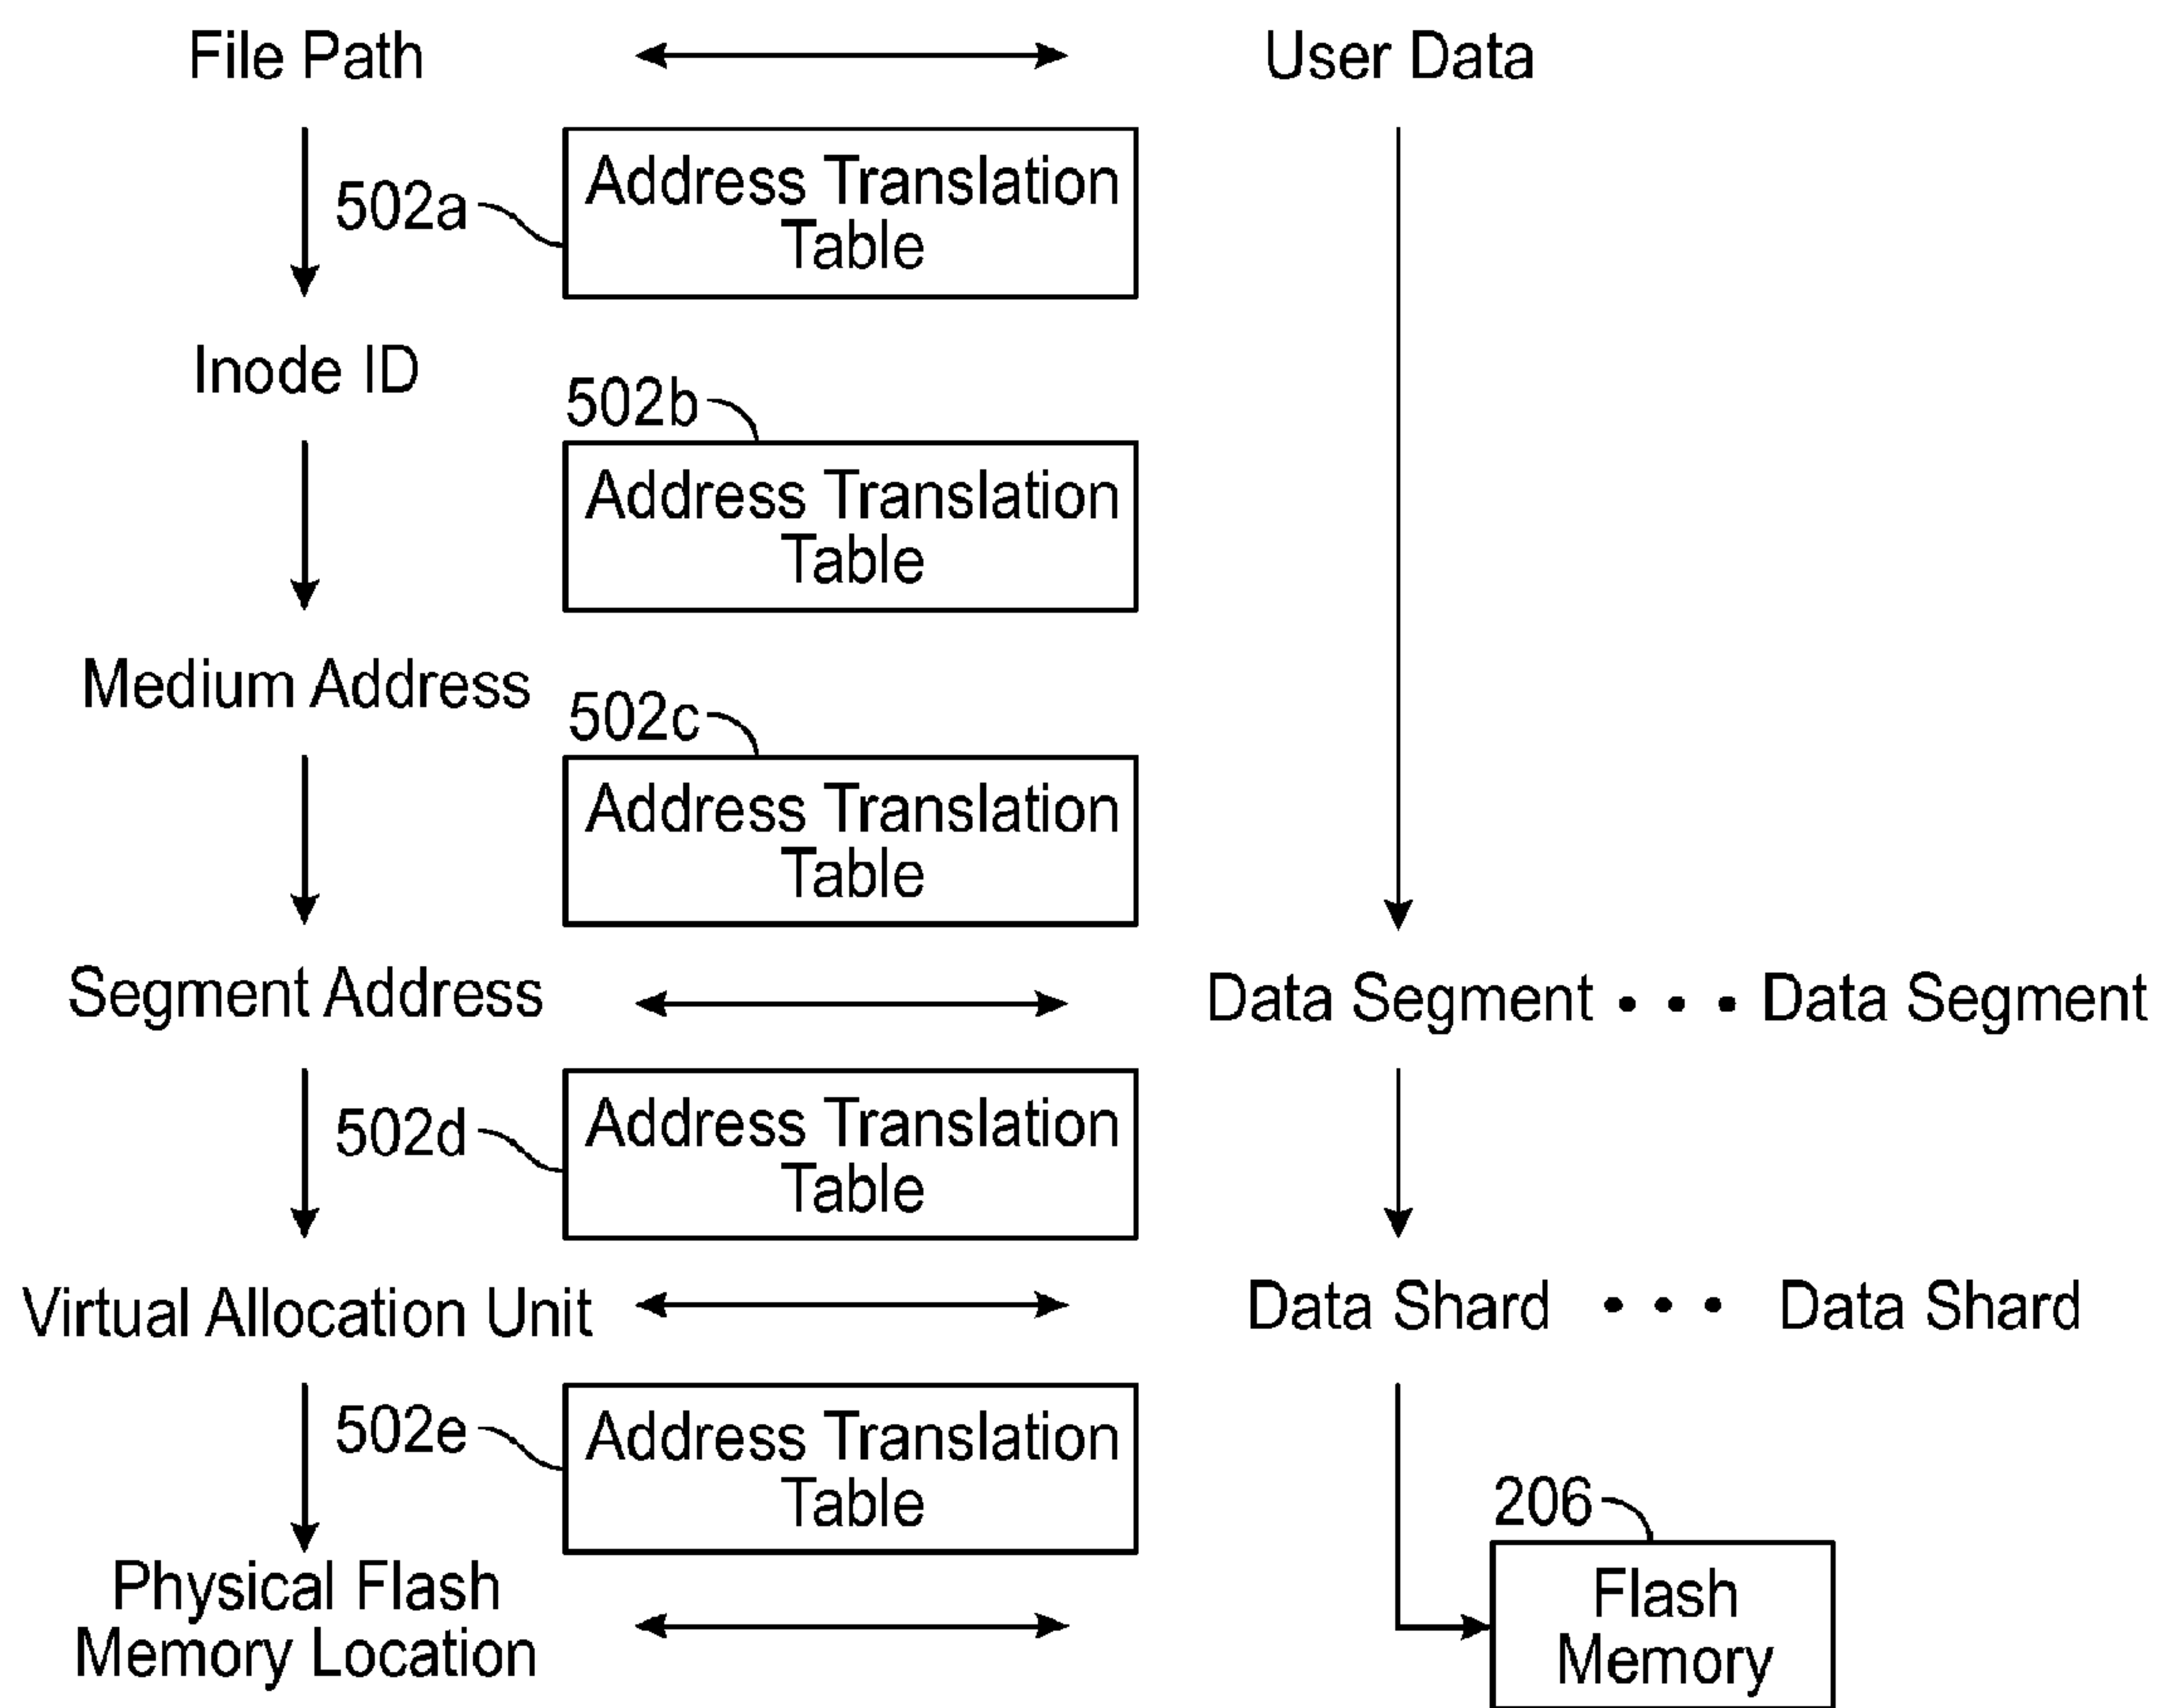 File Path
User Data
502a
Address Translation
Table
Inode ID
502b
Address Translation
Table
Medium Address
502c
Address Translation
Table
Segment Address
Data Segment • • • Data Segment
502d
Address Translation
Table
Virtual Allocation Unit
Data Shard • • • Data Shard
502e
Address Translation
Table
206
Flash
Memory
Physical Flash
Memory Location